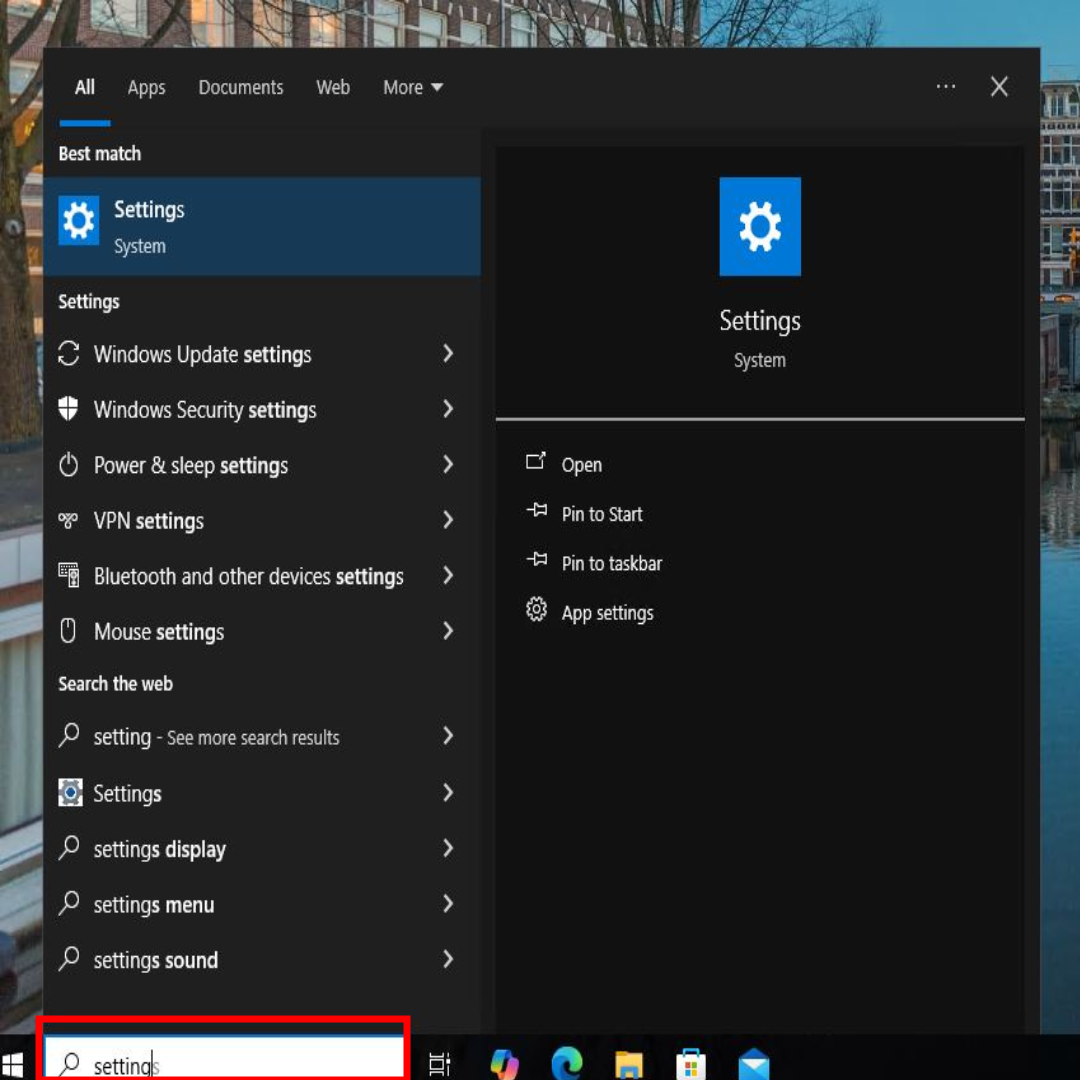 All Apps Documents Web More
Best match
Settings
System
Settings
Windows Update settings
Windows Security settings
Power & sleep settings
VPN settings
Bluetooth and other devices settings
Mouse settings
Search the web
setting - See more search results
Settings
settings display
settings menu
settings sound
Settings
System
Open
Pin to Start
Pin to taskbar
App settings
settings